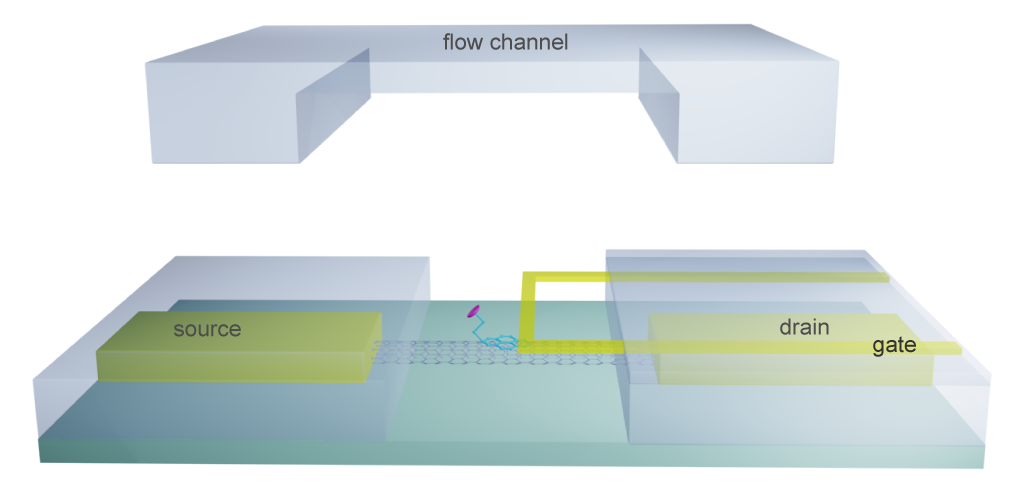 flow channel
source
drain
gate